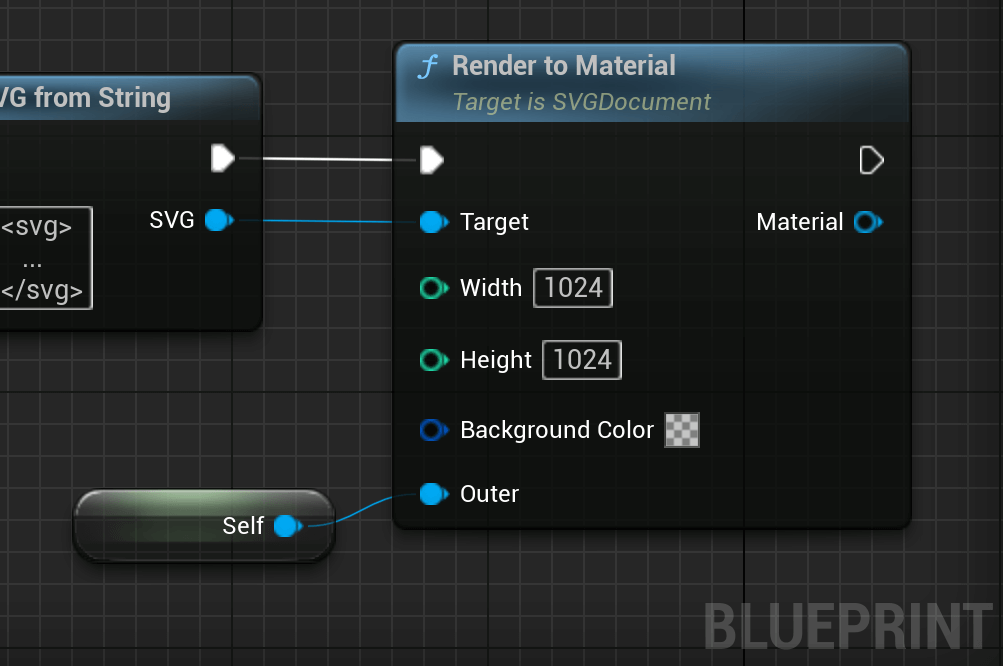 VG from String
SVG
<svg>
...
</svg>
Render to Material
Target is SVGDocument
Target
Material
Width 1024
Height 1024
Background Color
Outer
Self
BLUEPRINT